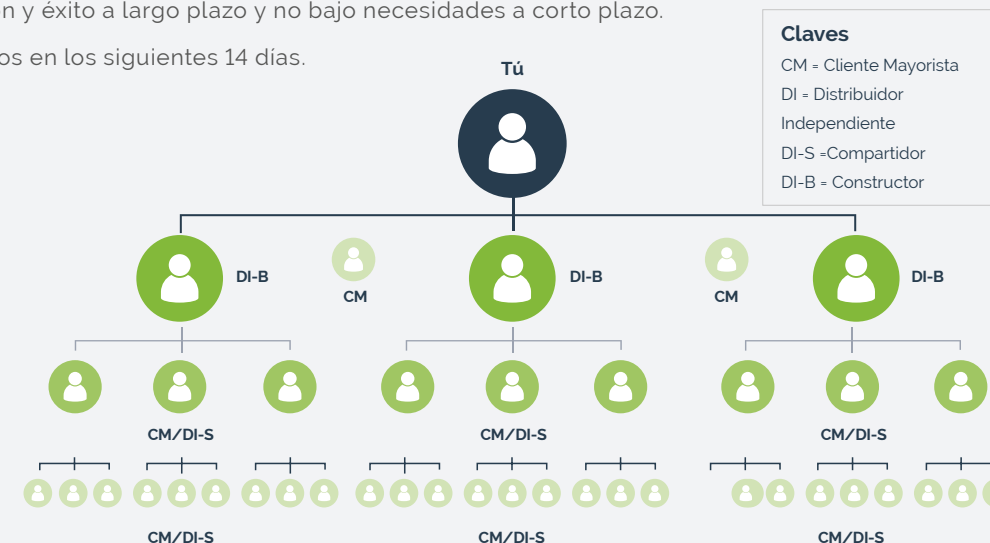 n y éxito a largo plazo y no bajo necesidades a corto plazo.
os en los siguientes 14 días.
Claves
CM = Cliente Mayorista
DI = Distribuidor
Independiente
DI-S =Compartidor
DI-B = Constructor
Tú
DI-B
CM
DI-B
CM
DI-B
CM/DI-S
CM/DI-S
CM/DI-S
CM/DI-S
CM/DI-S
CM/DI-S